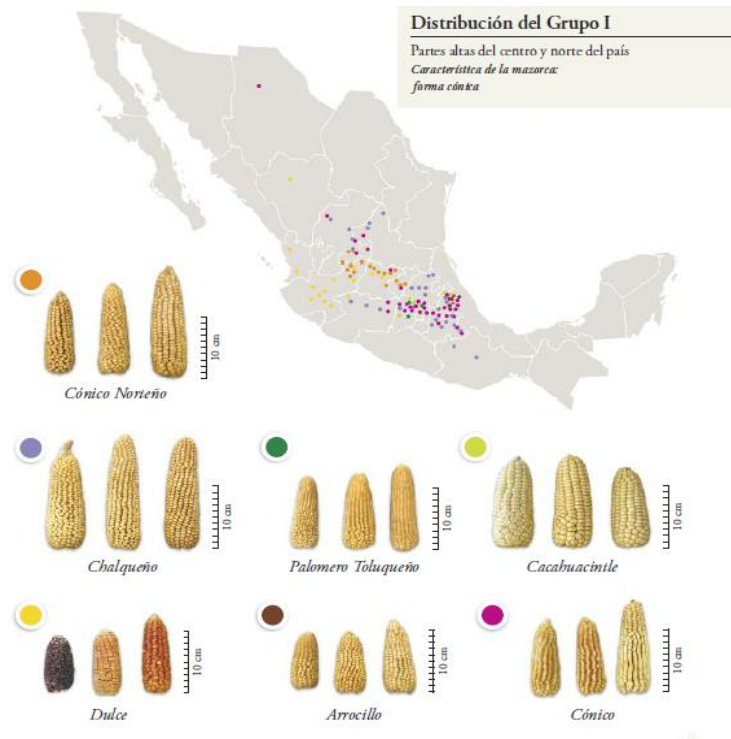 Distribución del Grupo I
Partes altas del centro y norte del país
Característica de la mazorca:
forma cónica
10 cm
Cónico Norteño
10 cm
10 cm
10 cm
Chalqueño
Palomero Toluqueño
Cacahuacintle
10 cm
10 cm
10 cm
Dulce
Arrocillo
Cónico